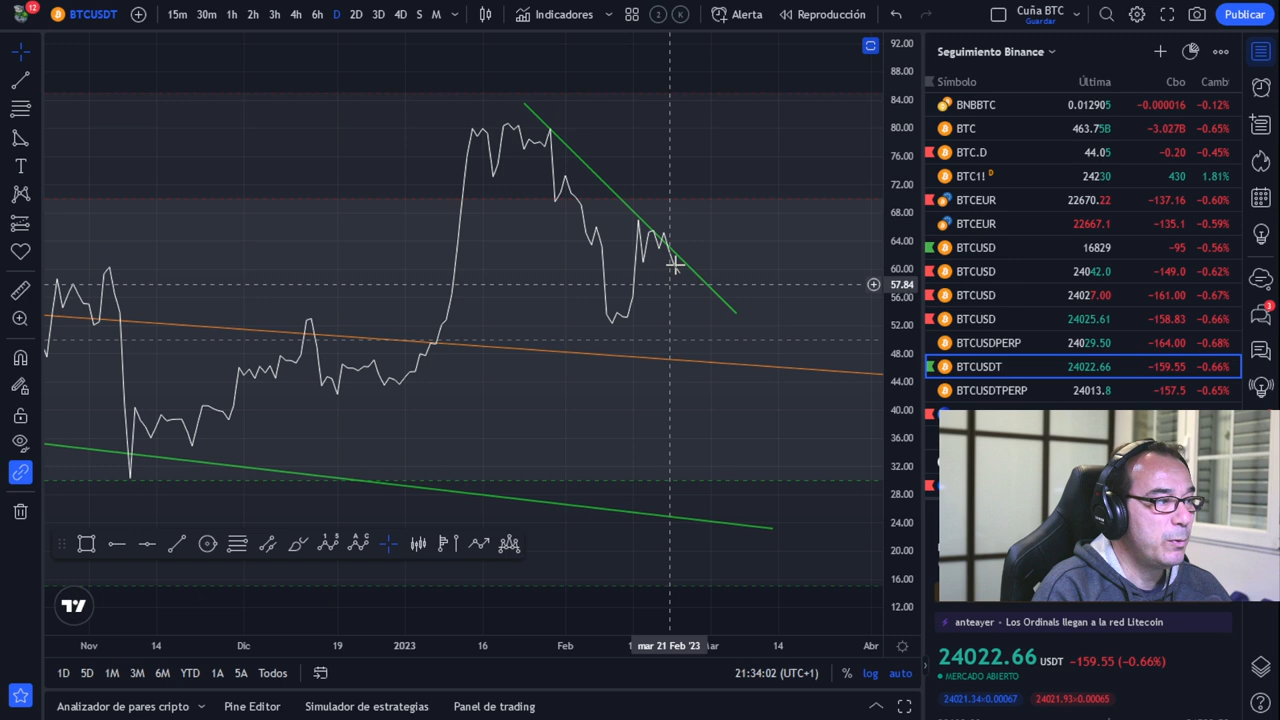 12
BTCUSDT
15m 30m 1h 2h 3h 4h 6h D 2D 3D 4D S M
Indicadores
2 K
Alerta
Reproducción
Cuña BTC
Guardar
Publicar
92.00
88.00
84.00
80.00
76.00
72.00
68.00
64.00
60.00
57.84
56.00
52.00
48.00
44.00
40.00
36.00
32.00
28.00
24.00
20.00
16.00
12.00
Seguimiento Binance
Símbolo Última Cbo Camb
BNBBTC 0.012905 −0.000016 −0.12%
BTC 463.75B −3.027B −0.65%
BTC.D 44.05 −0.20 −0.45%
BTC1! D 24230 430 1.81%
BTCEUR 22670.22 −137.16 −0.60%
BTCEUR 22667.1 −135.1 −0.59%
BTCUSD 16829 −95 −0.56%
BTCUSD 24042.0 −149.0 −0.62%
BTCUSD 24027.00 −161.00 −0.67%
BTCUSD 24025.61 −158.83 −0.66%
BTCUSDPERP 24029.50 −164.00 −0.68%
BTCUSDT 24022.66 −159.55 −0.66%
BTCUSDTPERP 24013.8 −157.5 −0.65%
3
anteayer • Los Ordinals llegan a la red Litecoin
24022.66 USDT −159.55 (−0.66%)
MERCADO ABIERTO
24021.34×0.00067 24021.93×0.00065
Nov 14 Dic 19 2023 16 Feb mar 21 Feb '23 14 Abr
1D 5D 1M 3M 6M YTD 1A 5A Todos
21:34:02 (UTC+1) % log auto
Analizador de pares cripto Pine Editor Simulador de estrategias Panel de trading